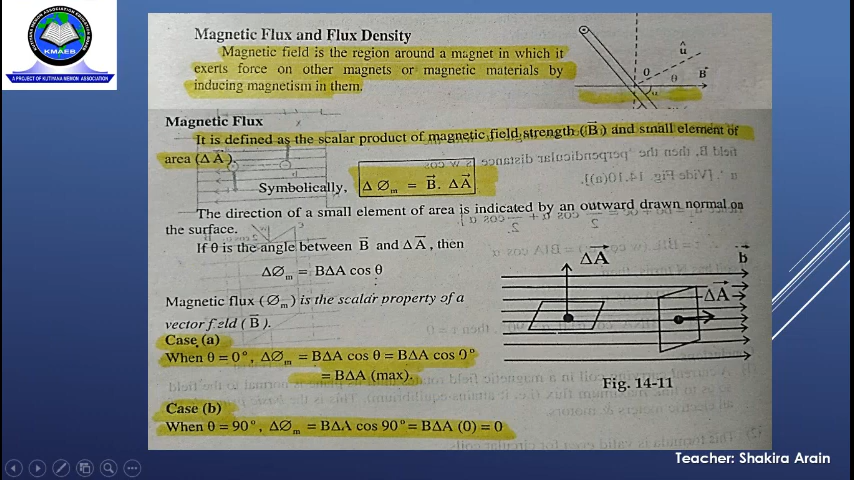 KMAEB
A PROJECT OF KUTIYANA MEMON ASSOCIATION
Magnetic Flux and Flux Density
Magnetic field is the region around a magnet in which it
exerts force on other magnets or magnetic materials by
inducing magnetism in them.
û
0
θ
B⃗
α
Magnetic Flux
It is defined as the scalar product of magnetic field strength (B⃗) and small element of
area (Δ A⃗)
Symbolically, Δ Ø_m = B⃗. ΔA⃗
The direction of a small element of area is indicated by an outward drawn normal on
the surface.
If θ is the angle between B⃗ and ΔA⃗, then
ΔØ_m = BΔA cos θ
Magnetic flux (Ø_m) is the scalar property of a
vector field (B⃗).
Case (a)
When θ = 0°, ΔØ_m = BΔA cos θ = BΔA cos 0°
= BΔA (max).
Case (b)
When θ = 90°, ΔØ_m = BΔA cos 90° = BΔA (0) = 0
ΔA⃗
b⃗
ΔA⃗
Fig. 14-11
Teacher: Shakira Arain